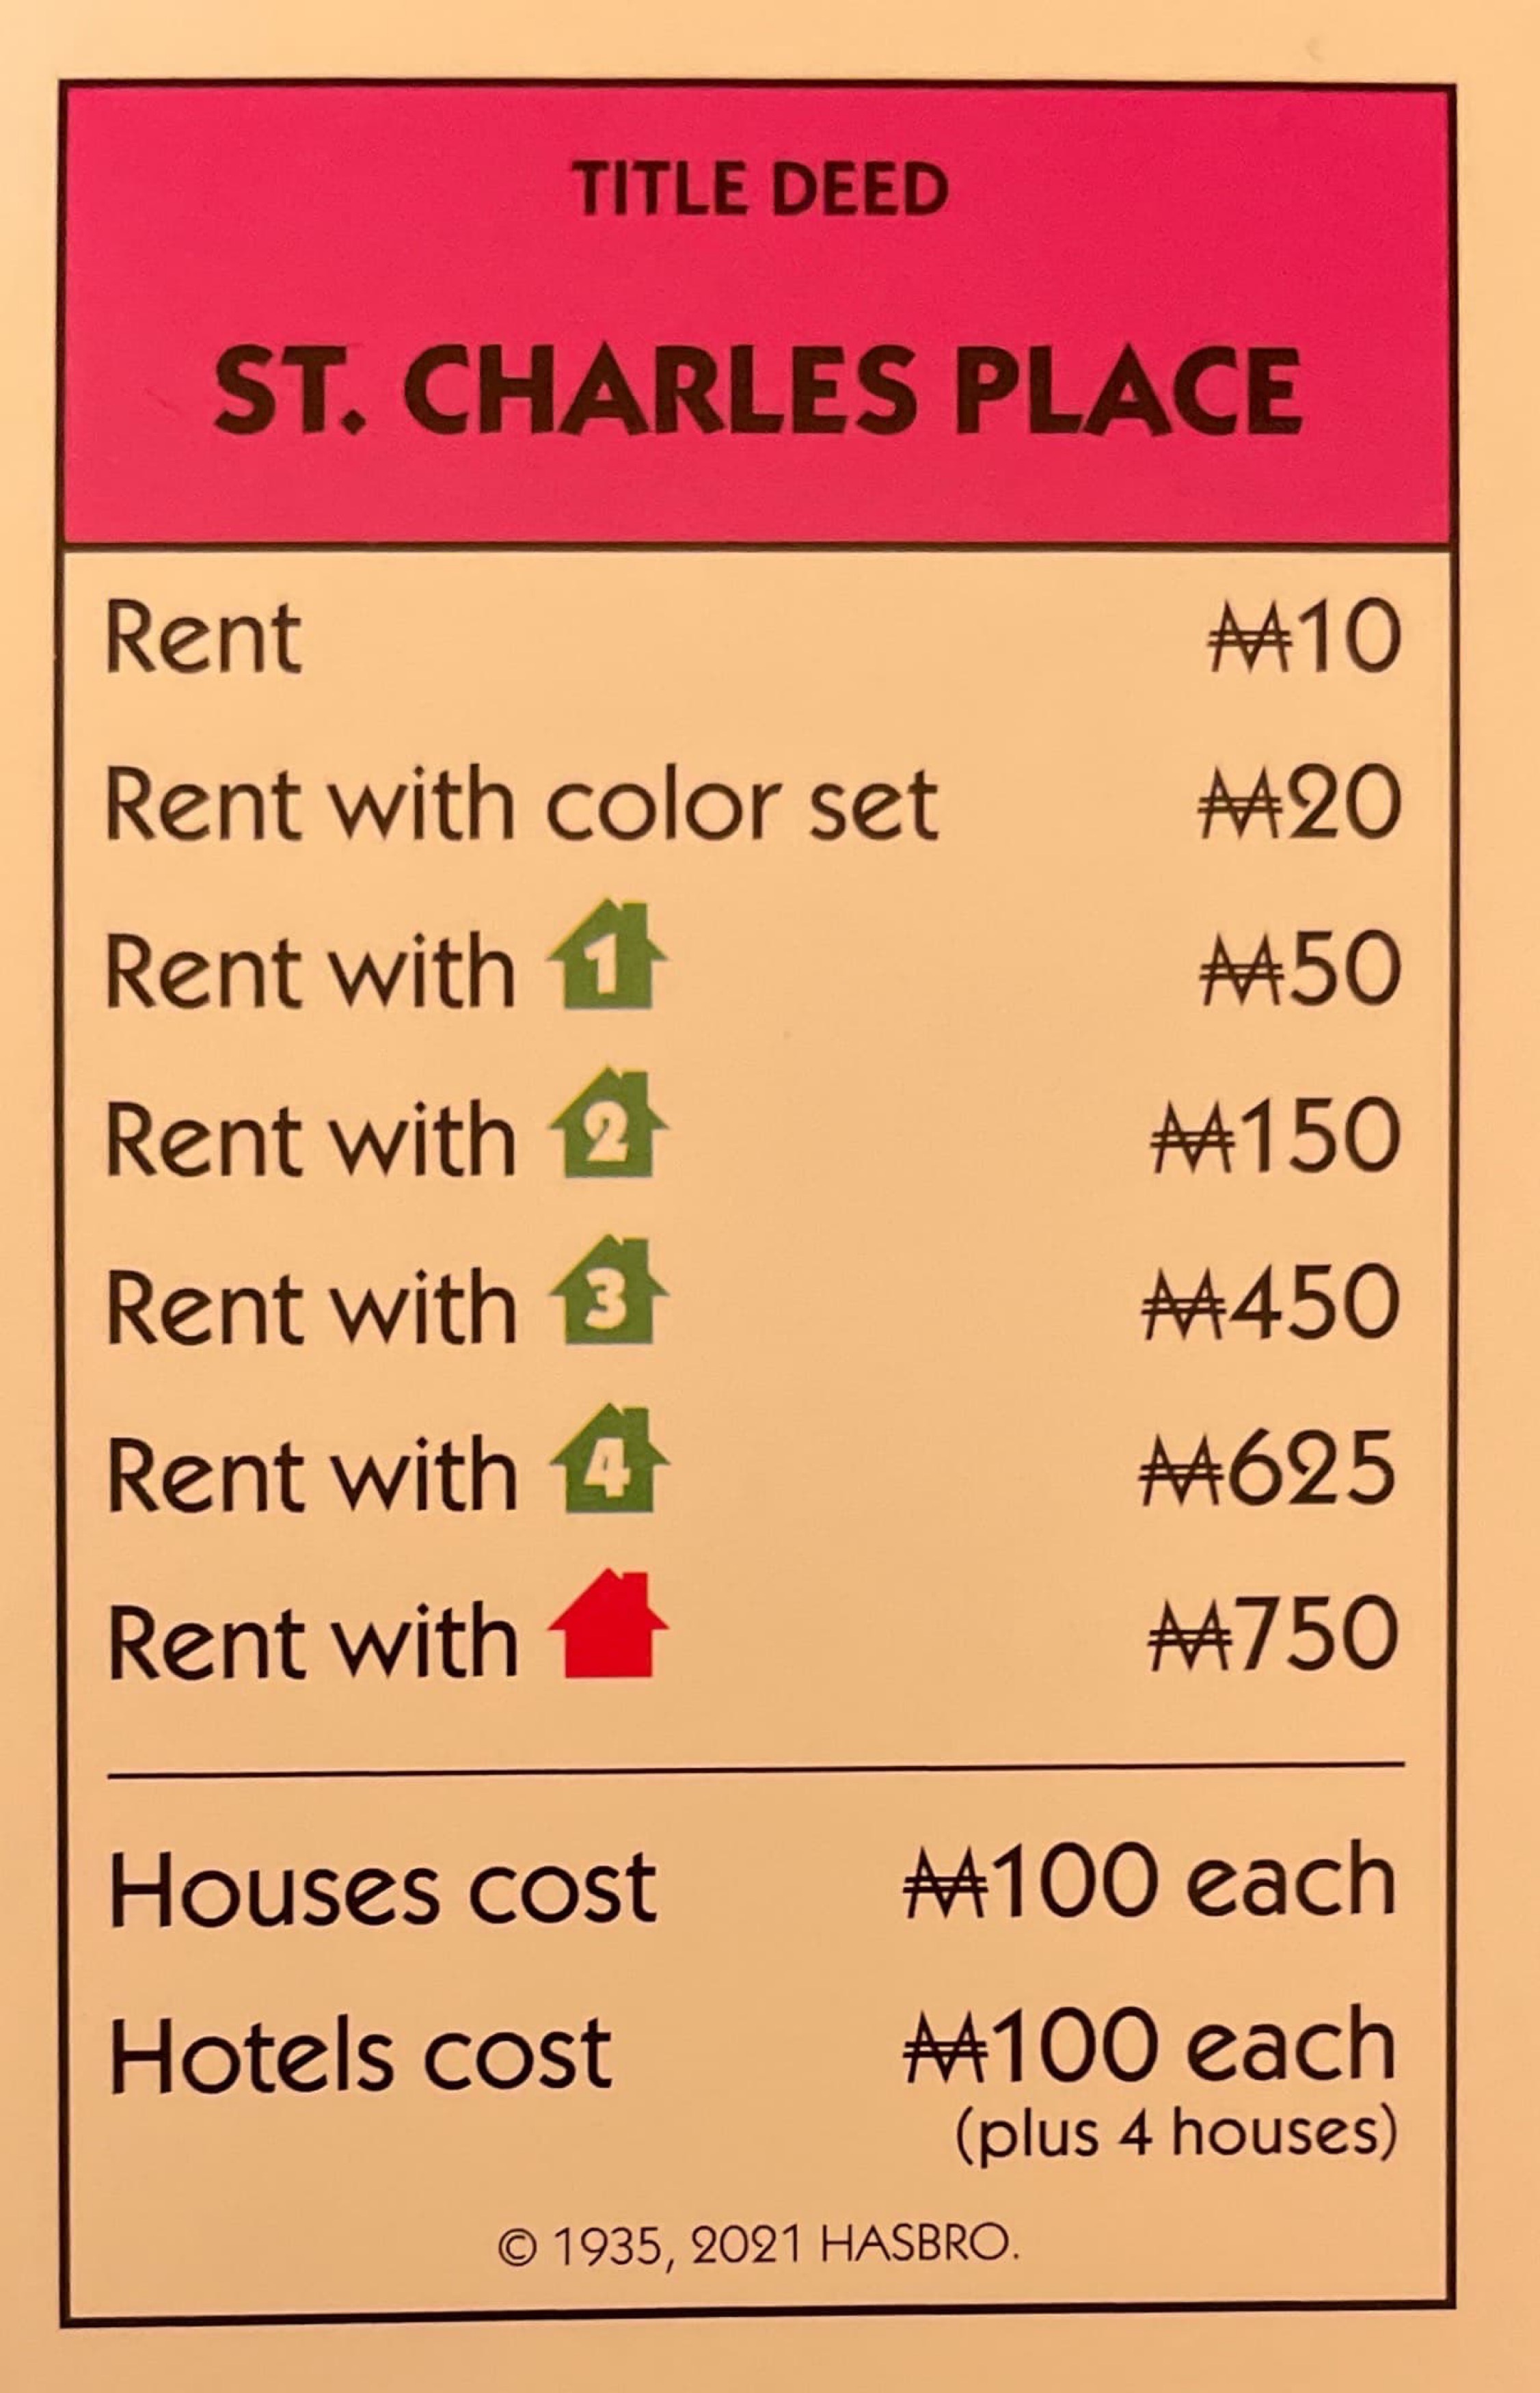 TITLE DEED
ST. CHARLES PLACE
Rent ₩10
Rent with color set ₩20
Rent with 1 ₩50
Rent with 2 ₩150
Rent with 3 ₩450
Rent with 4 ₩625
Rent with ₩750
Houses cost ₩100 each
Hotels cost ₩100 each
(plus 4 houses)
© 1935, 2021 HASBRO.